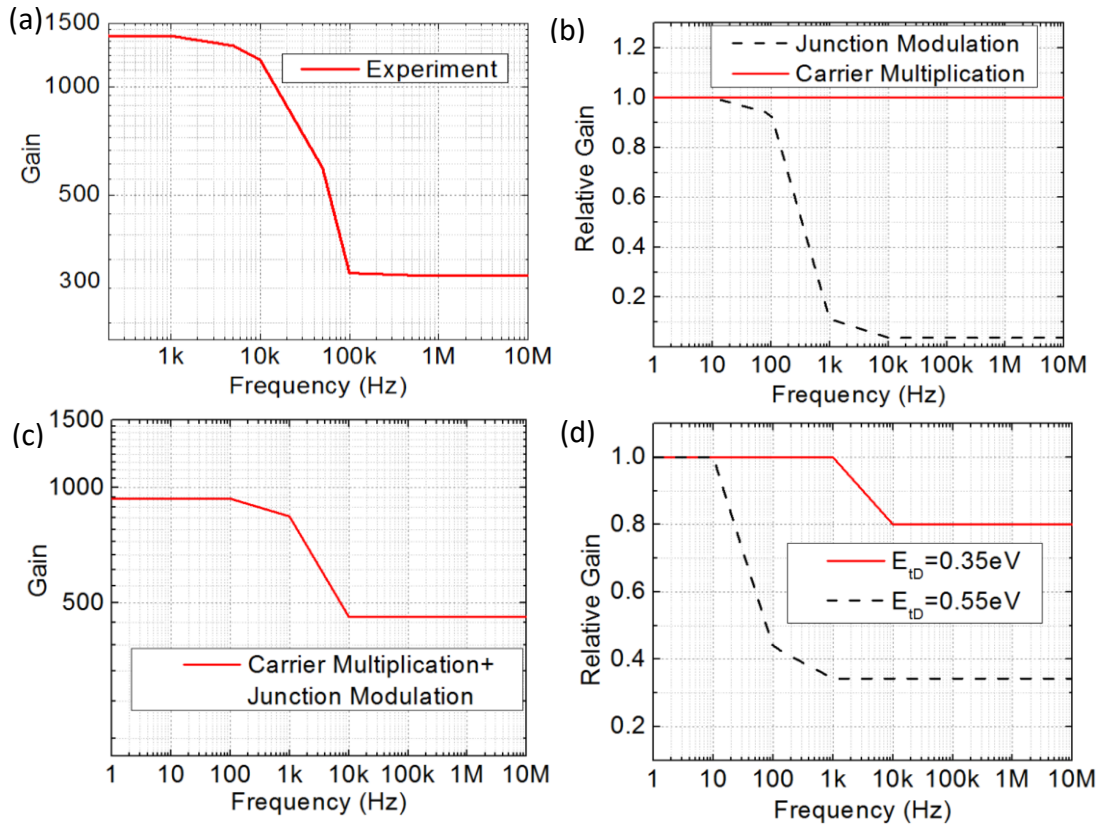 (a)
1500
1000
500
300
Gain
Experiment
1k
10k
100k
1M
10M
Frequency (Hz)
(b)
1.2
1.0
0.8
0.6
0.4
0.2
Relative Gain
Junction Modulation
Carrier Multiplication
1
10
100
1k
10k
100k
1M
10M
Frequency (Hz)
(c)
1500
1000
500
Gain
Carrier Multiplication+
Junction Modulation
1
10
100
1k
10k
100k
1M
10M
Frequency (Hz)
(d)
1.0
0.8
0.6
0.4
0.2
Relative Gain
E_tD=0.35eV
E_tD=0.55eV
1
10
100
1k
10k
100k
1M
10M
Frequency (Hz)